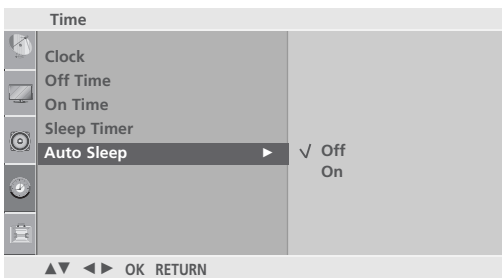 Time
Clock
Off Time
On Time
Sleep Timer
Auto Sleep ► √ Off
On
▲▼ ◄► OK RETURN